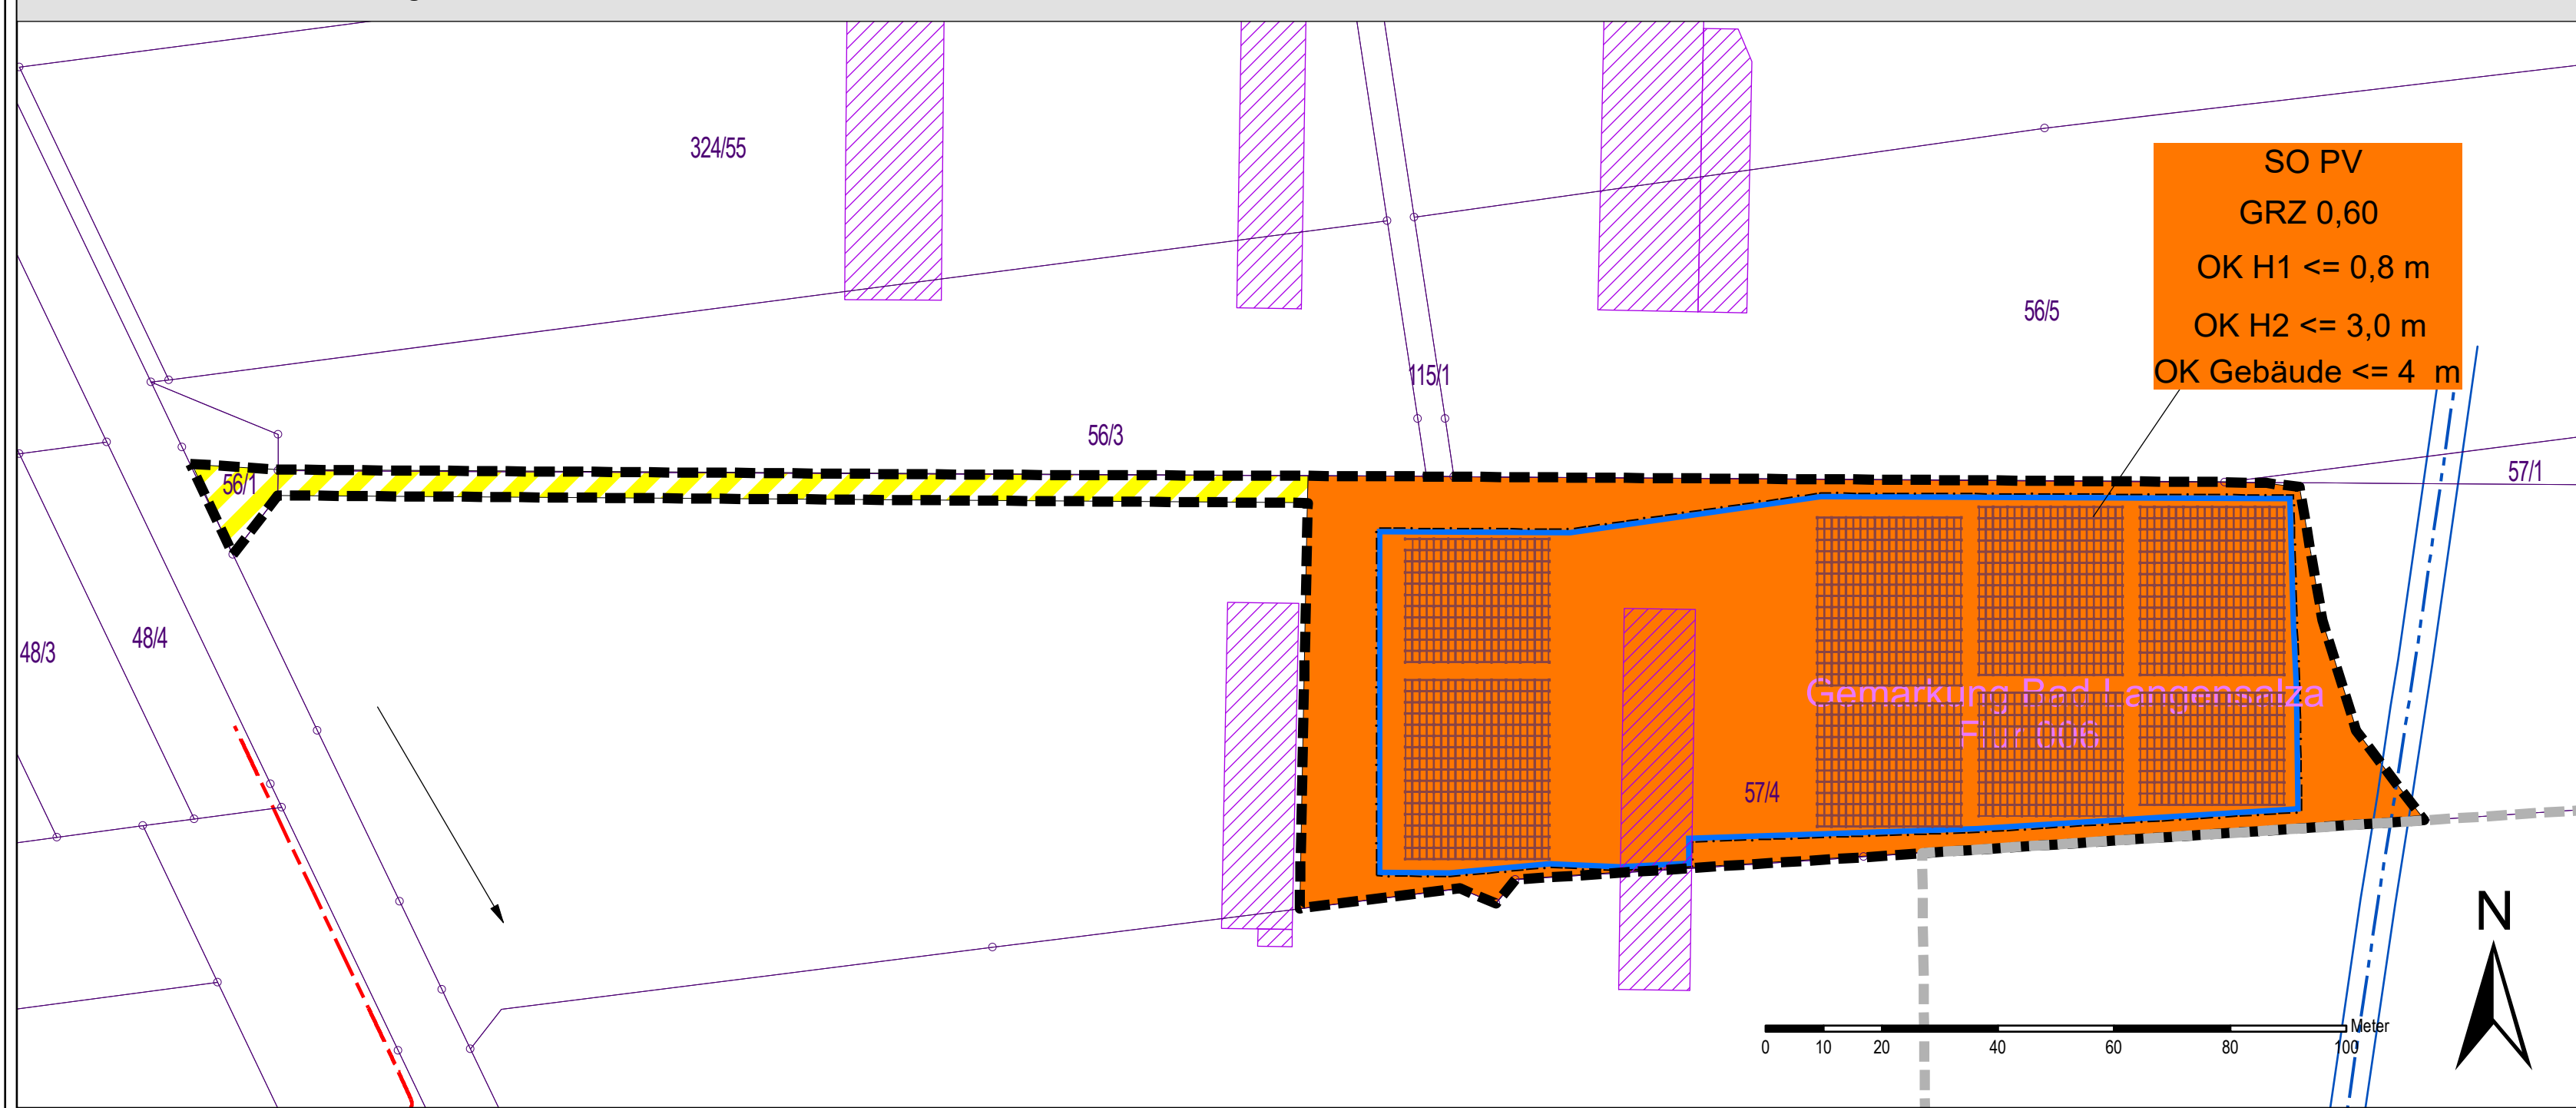 324/55
SO PV
GRZ 0,60
OK H1 <= 0,8 m
OK H2 <= 3,0 m
OK Gebäude <= 4 m
56/5
115/1
56/3
57/1
56/1
48/4
48/3
Gemarkung Bad Langensalza
Flur 006
57/4
N
Meter
0 10 20 40 60 80 100